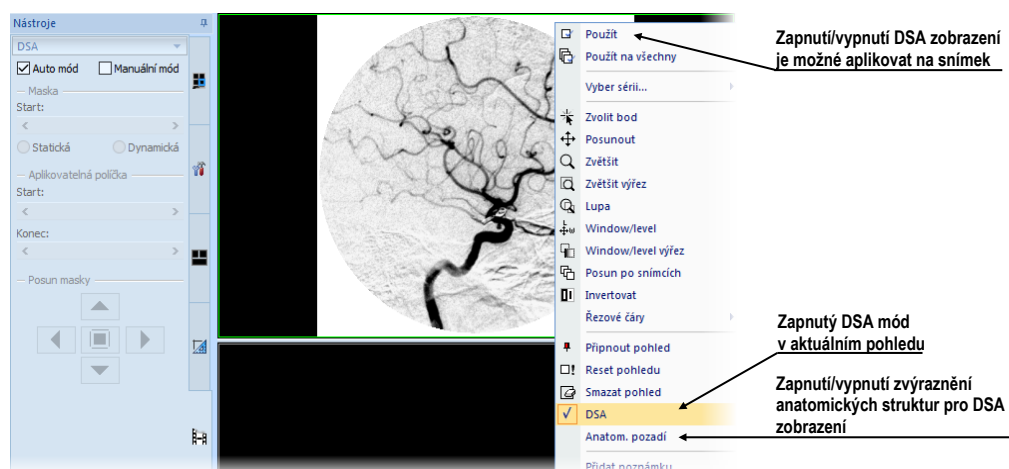 Nástroje
DSA
Auto mód
Manuální mód
Maska
Start:
Statická
Dynamická
Aplikovatelná políčka
Start:
Konec:
Posun masky
Použít
Použít na všechny
Vyber sérii...
Zvolit bod
Posunout
Zvětšit
Zvětšit výřez
Lupa
Window/level
Window/level výřez
Posun po snímcích
Invertovat
Řezové čáry
Připnout pohled
Reset pohledu
Smazat pohled
DSA
Anatom. pozadí
Přidat poznámku
Zapnutí/vypnutí DSA zobrazení
je možné aplikovat na snímek
Zapnutý DSA mód
v aktuálním pohledu
Zapnutí/vypnutí zvýraznění
anatomických struktur pro DSA
zobrazení